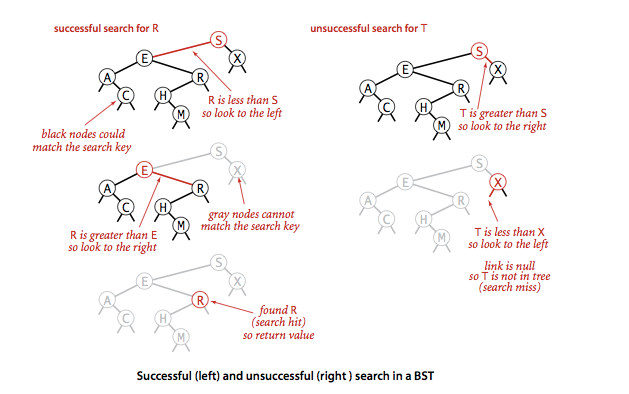 successful search for R
S
E
X
A
R
C
H
M
R is less than S
so look to the left
black nodes could
match the search key
S
E
X
A
R
C
H
M
gray nodes cannot
match the search key
R is greater than E
so look to the right
S
E
X
A
R
C
H
M
found R
(search hit)
so return value
unsuccessful search for T
S
E
X
A
R
C
H
M
T is greater than S
so look to the right
S
E
X
A
R
C
H
M
T is less than X
so look to the left
link is null
so T is not in tree
(search miss)
Successful (left) and unsuccessful (right ) search in a BST